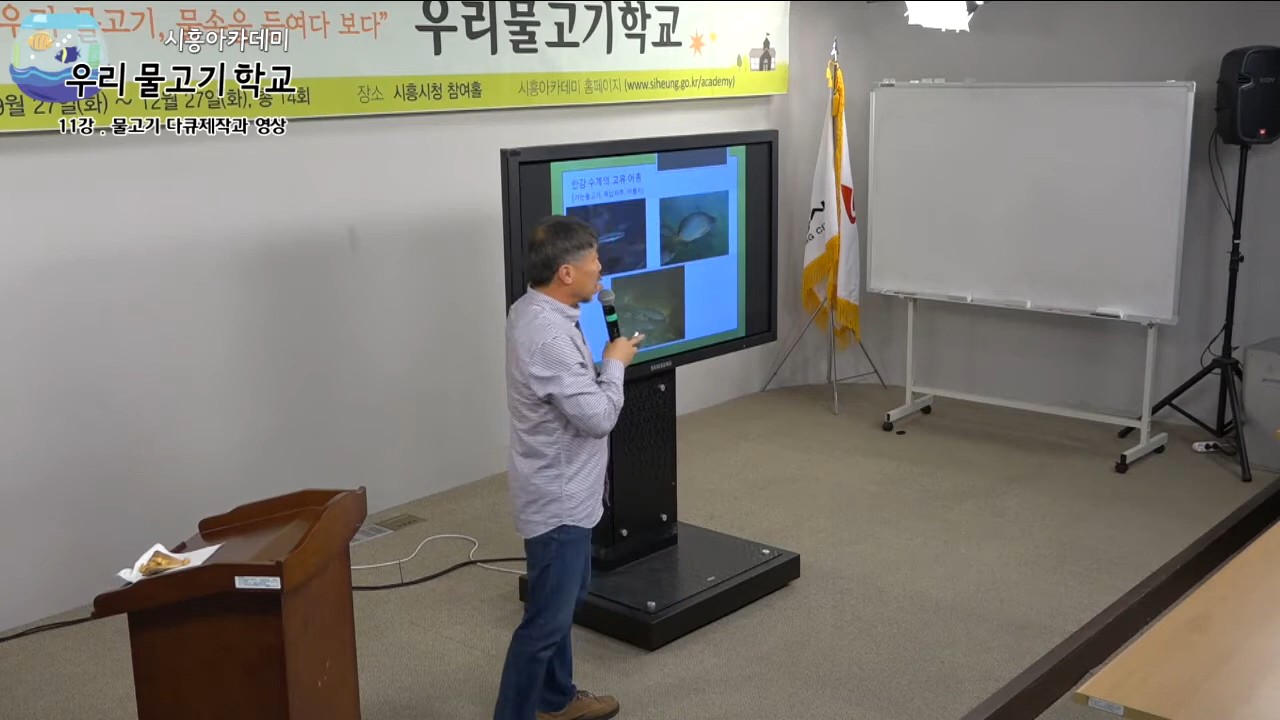 우리 물고기, 물속을 들여다 보다”
우리물고기학교
시흥아카데미
우리 물고기 학교
9월 27일(화) ~ 12월 27일(화), 총 14회 장소 시흥시청 참여홀 시흥아카데미 홈페이지 (www.siheung.go.kr/academy)
11강 . 물고기 다큐제작과 영상
한강 수계의 고유 어종
SAMSUNG